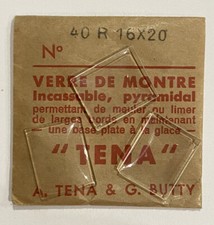 40 R 16X20
N°
VERRE DE MONTRE
Incassable, pyramidal
permettant de meuler ou limer
de larges bords en maintenant
une base plate à la glace
"TENA"
A. TENA & G. BUTTY